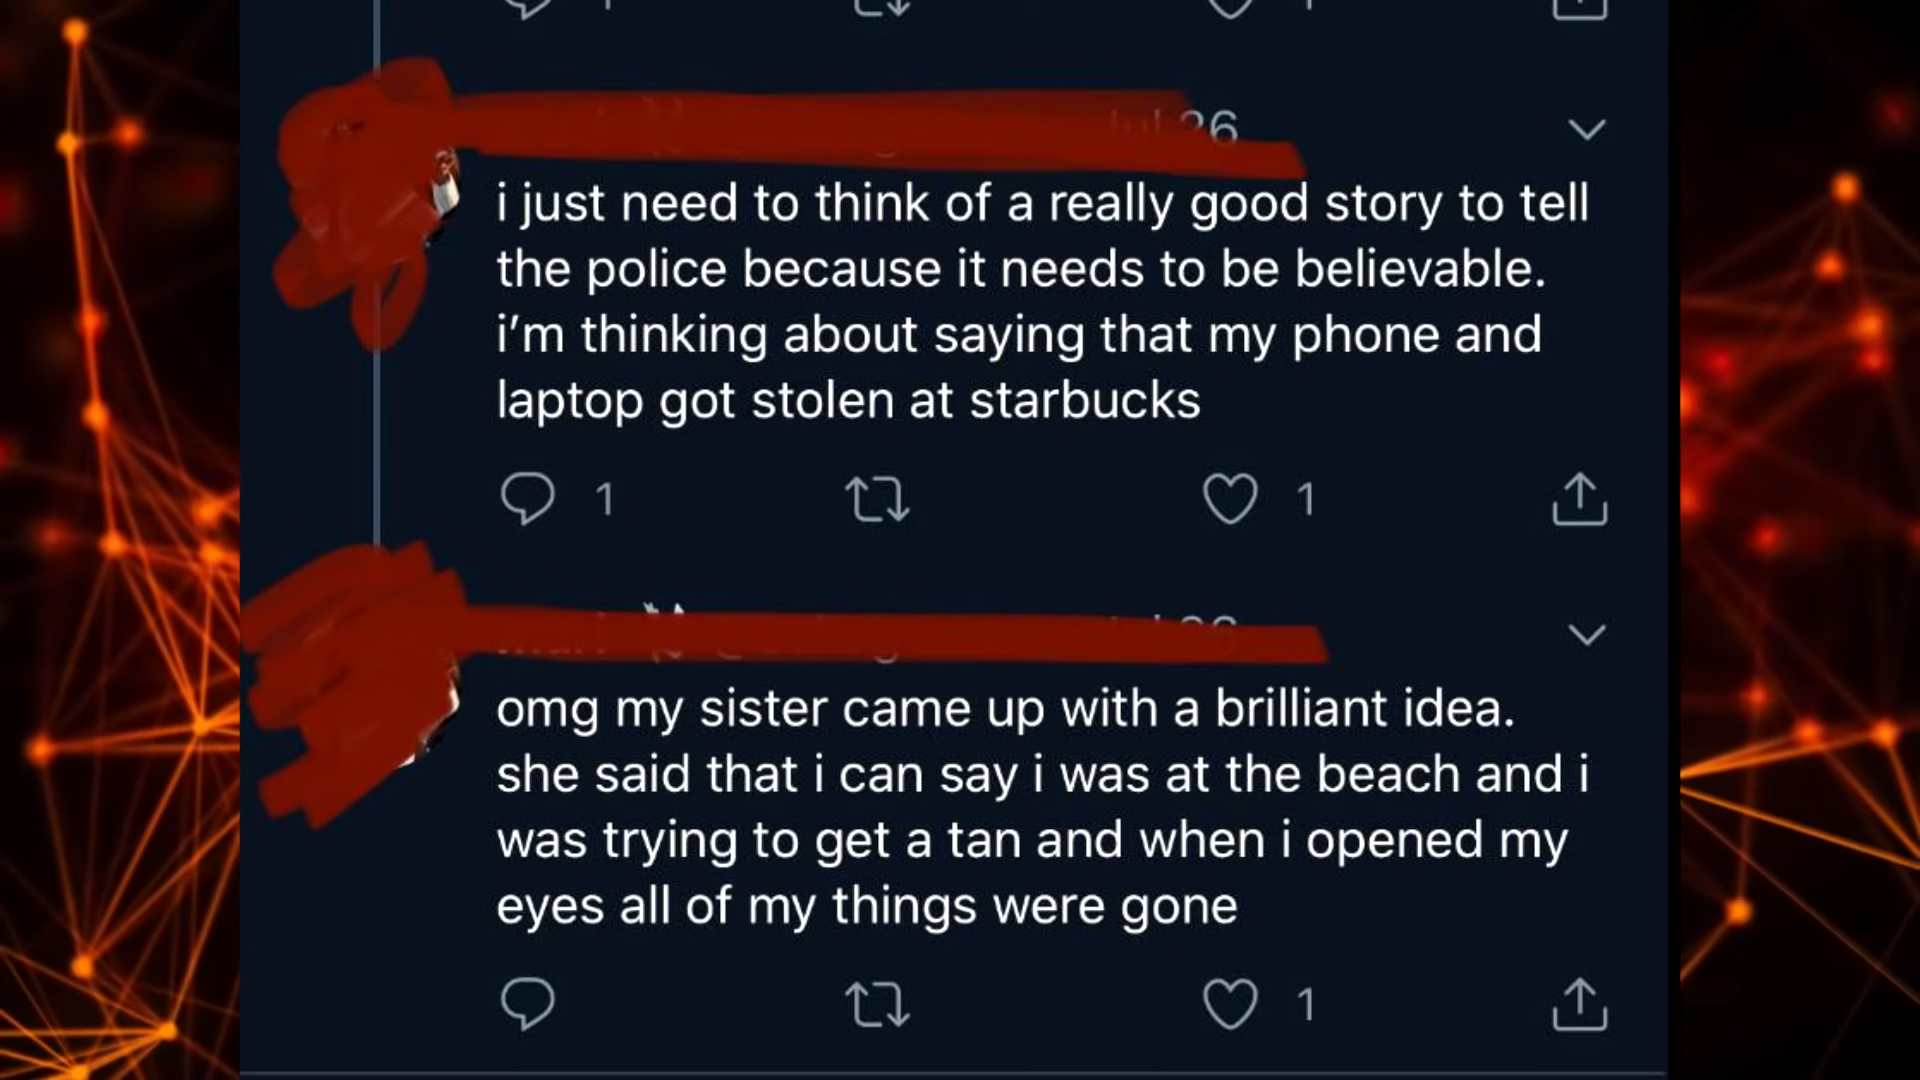 26
i just need to think of a really good story to tell
the police because it needs to be believable.
i’m thinking about saying that my phone and
laptop got stolen at starbucks
1 1
omg my sister came up with a brilliant idea.
she said that i can say i was at the beach and i
was trying to get a tan and when i opened my
eyes all of my things were gone
1